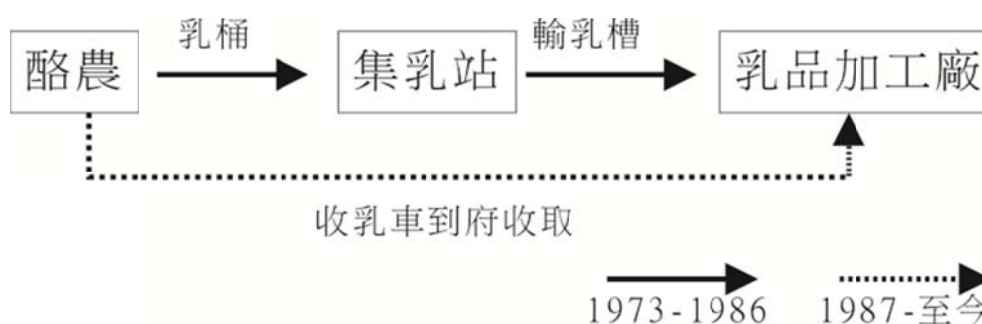 乳桶
輸乳槽
酪農
集乳站
乳品加工廠
收乳車到府收取
1973-1986
1987-至今